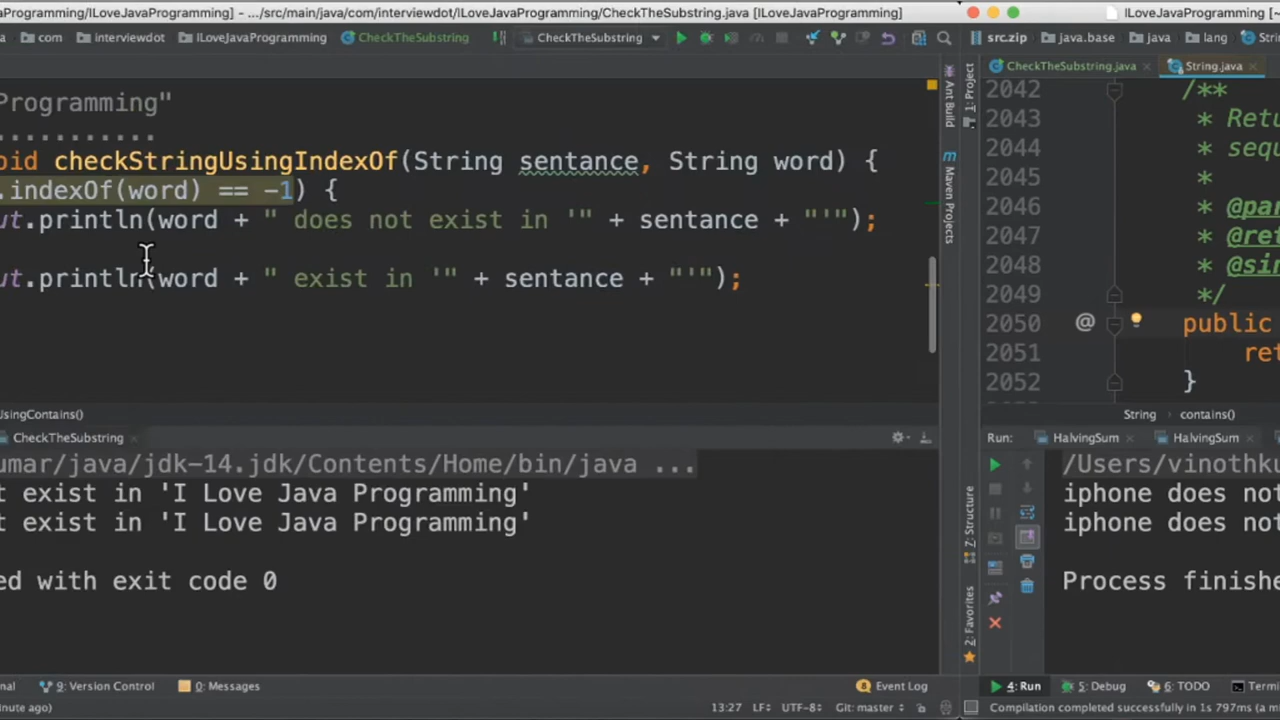 Programming/ILoveJavaProgramming] – .../src/main/java/com/interviewdot/ILoveJavaProgramming/CheckTheSubstring.java [ILoveJavaProgramming]
com interviewdot ILoveJavaProgramming CheckTheSubstring CheckTheSubstring
Programming"
...........
oid checkStringUsingIndexOf(String sentance, String word) {
.indexOf(word) == -1) {
ut.println(word + " does not exist in '" + sentance + "'");
ut.println(word + " exist in '" + sentance + "'");
UsingContains()
CheckTheSubstring
umar/java/jdk-14.jdk/Contents/Home/bin/java ...
t exist in 'I Love Java Programming'
t exist in 'I Love Java Programming'
ed with exit code 0
nal 9: Version Control 0: Messages 8 Event Log
nute ago) 13:27 LF÷ UTF-8÷ Git: master÷
Ant Build
Maven Projects
ILoveJavaProgramming [~
src.zip java.base java lang Strin
CheckTheSubstring.java String.java
1: Project
2042 /**
2043 * Retu
2044 * sequ
2045 *
2046 * @par
2047 * @ret
2048 * @sin
2049 */
2050 @ public
2051 ret
2052 }
String contains()
Run: HalvingSum HalvingSum
/Users/vinothku
iphone does not
iphone does not
Process finishe
7: Structure
2: Favorites
4: Run 5: Debug 6: TODO Termi
Compilation completed successfully in 1s 797ms (a mi